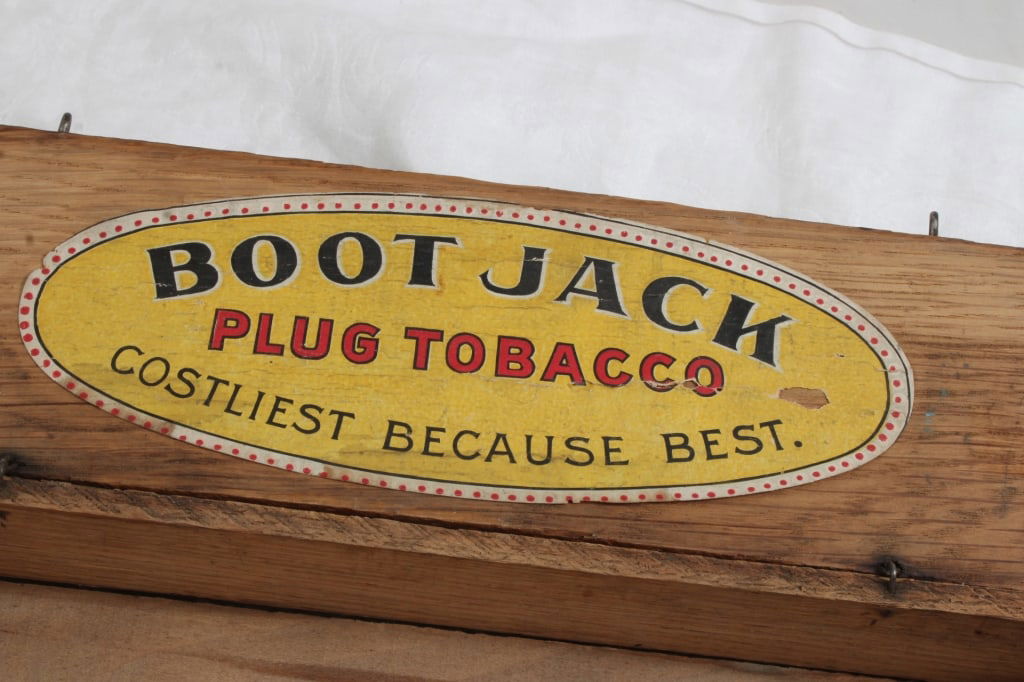 BOOT JACK
PLUG TOBACCO
COSTLIEST BECAUSE BEST.